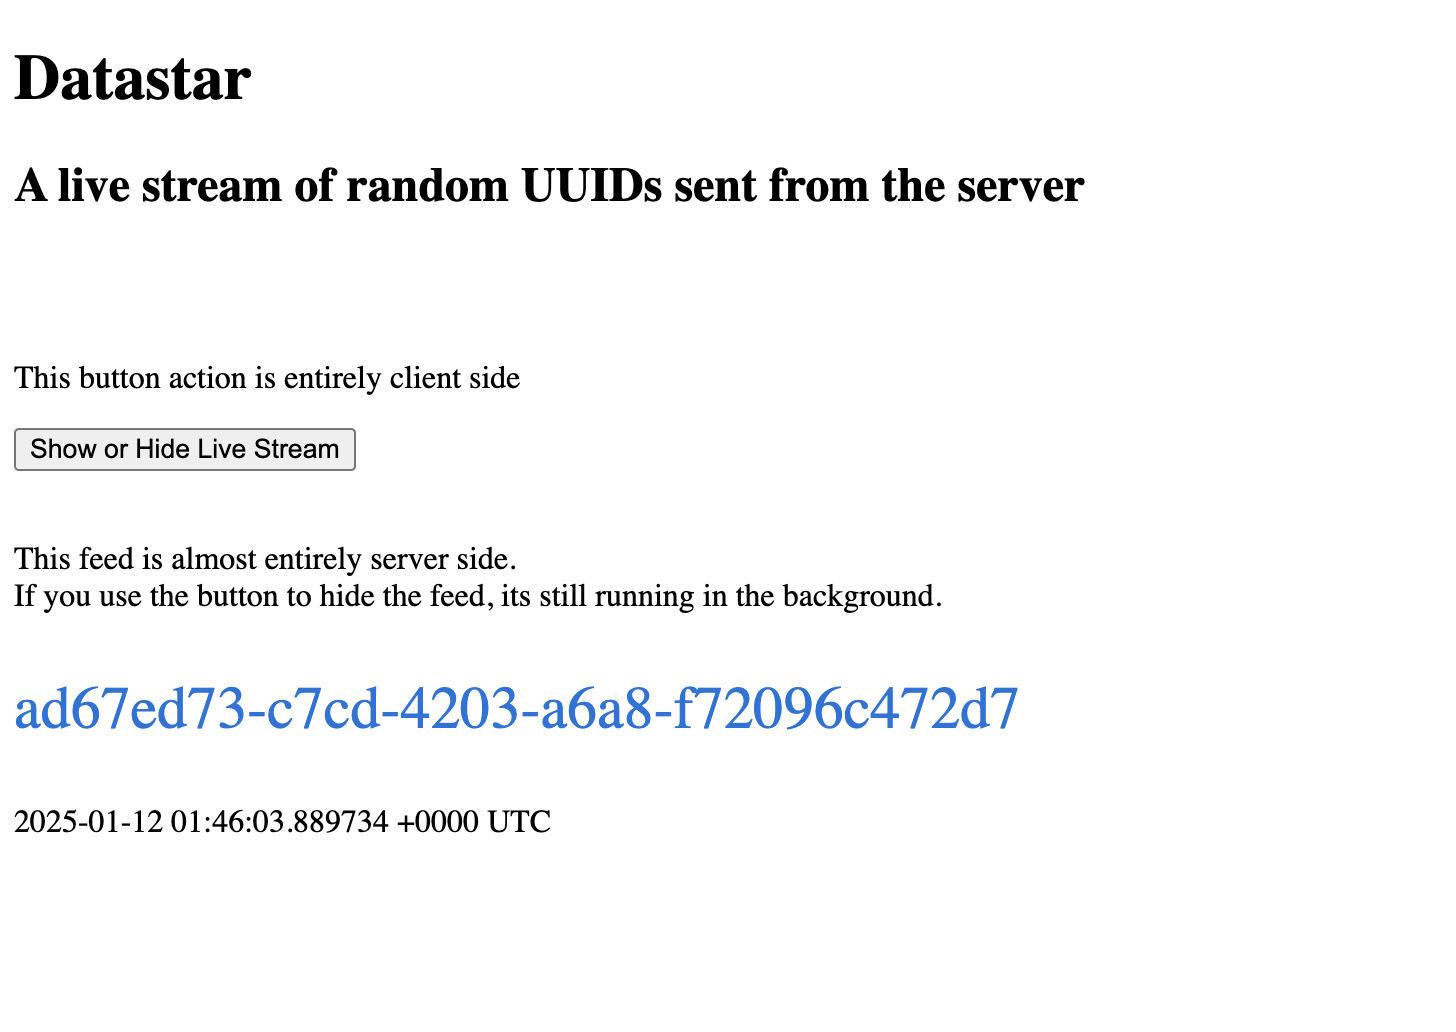 Datastar
A live stream of random UUIDs sent from the server
This button action is entirely client side
Show or Hide Live Stream
This feed is almost entirely server side.
If you use the button to hide the feed, its still running in the background.
ad67ed73-c7cd-4203-a6a8-f72096c472d7
2025-01-12 01:46:03.889734 +0000 UTC